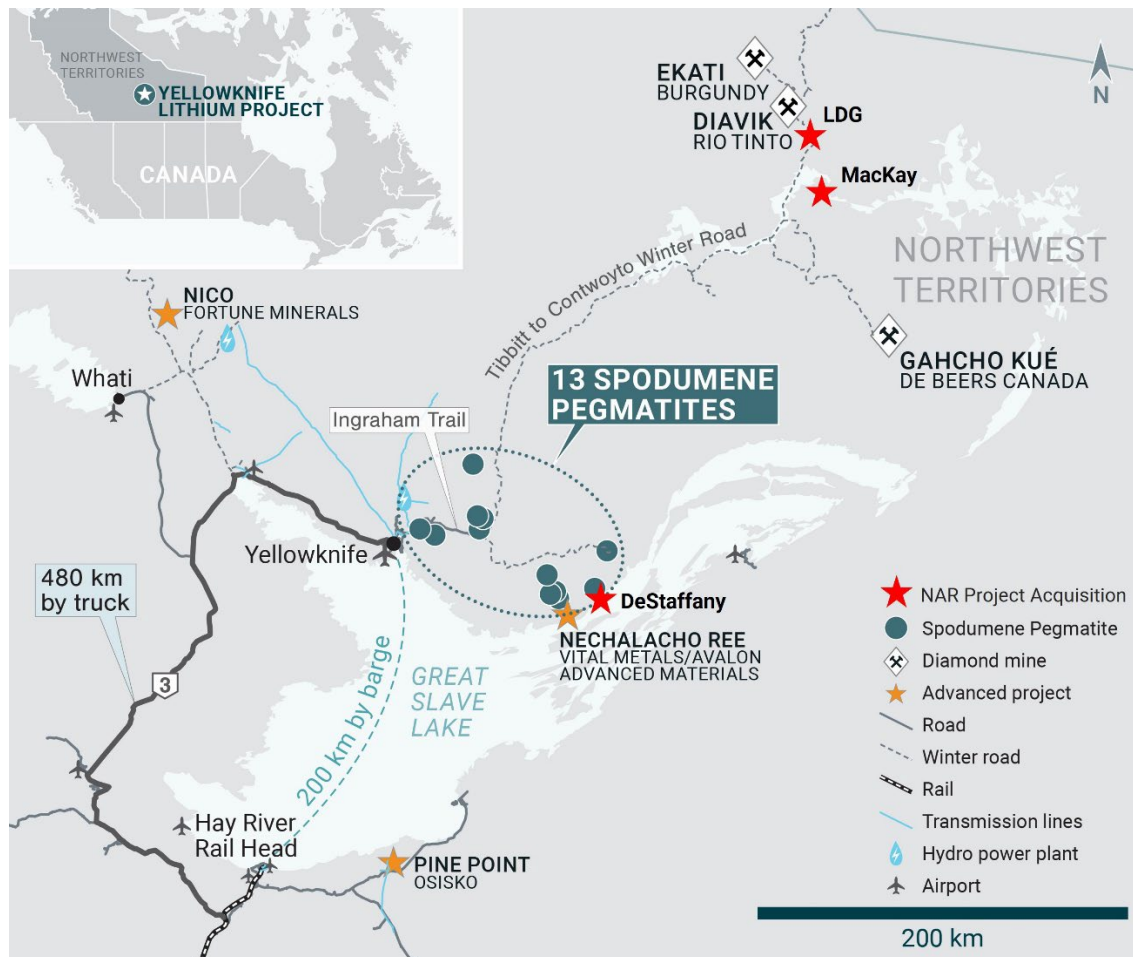 NORTHWEST
TERRITORIES
YELLOWKNIFE
LITHIUM PROJECT
CANADA
EKATI
BURGUNDY
DIAVIK
RIO TINTO
LDG
MacKay
N
NORTHWEST
TERRITORIES
Tibbitt to Contwoyto Winter Road
NICO
FORTUNE MINERALS
Whati
GAHCHO KUÉ
DE BEERS CANADA
13 SPODUMENE
PEGMATITES
Ingraham Trail
Yellowknife
480 km
by truck
3
DeStaffany
NECHALACHO REE
VITAL METALS/AVALON
ADVANCED MATERIALS
GREAT
SLAVE
LAKE
200 km by barge
Hay River
Rail Head
PINE POINT
OSISKO
NAR Project Acquisition
Spodumene Pegmatite
Diamond mine
Advanced project
Road
Winter road
Rail
Transmission lines
Hydro power plant
Airport
200 km